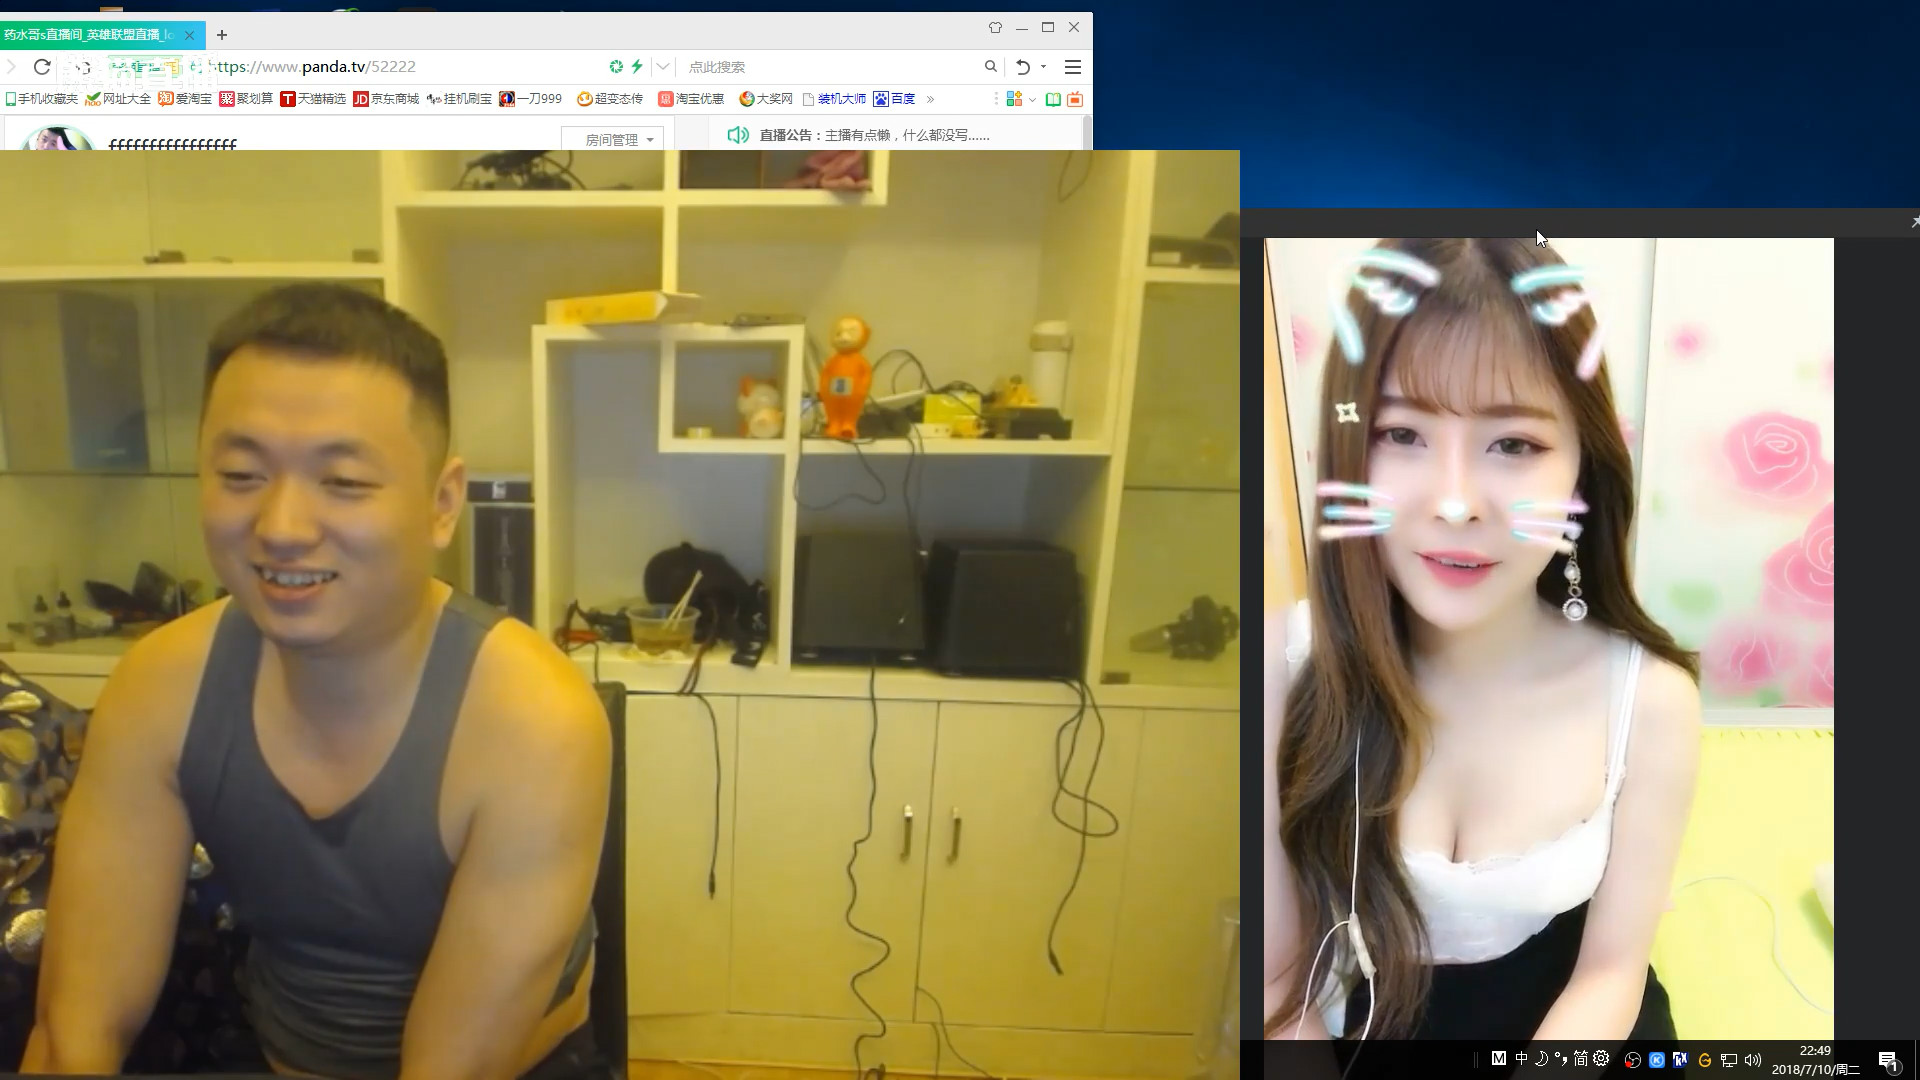 药水哥s直播间_英雄联盟直播_lo
https://www.panda.tv/52222
点此搜索
手机收藏夹 网址大全 爱淘宝 聚划算 天猫精选 京东商城 挂机刷宝 一刀999 超变态传 淘宝优惠 大奖网 装机大师 百度 »
ffffffffffffffff
房间管理
直播公告：主播有点懒，什么都没写......
M 中 简
22:49
2018/7/10/周二
1